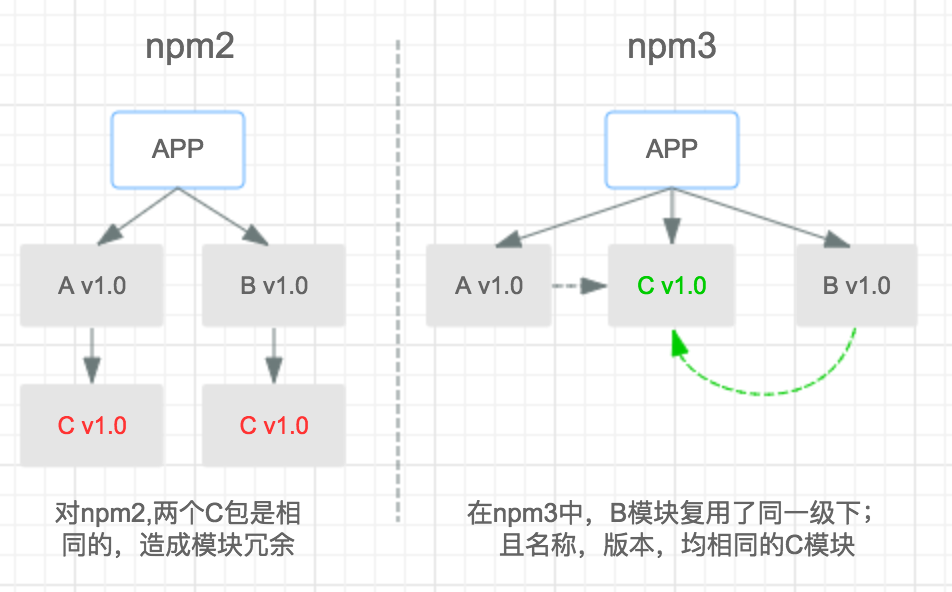 npm2
npm3
APP
APP
A v1.0
B v1.0
A v1.0
C v1.0
B v1.0
C v1.0
C v1.0
对npm2,两个C包是相
同的，造成模块冗余
在npm3中，B模块复用了同一级下；
且名称，版本，均相同的C模块